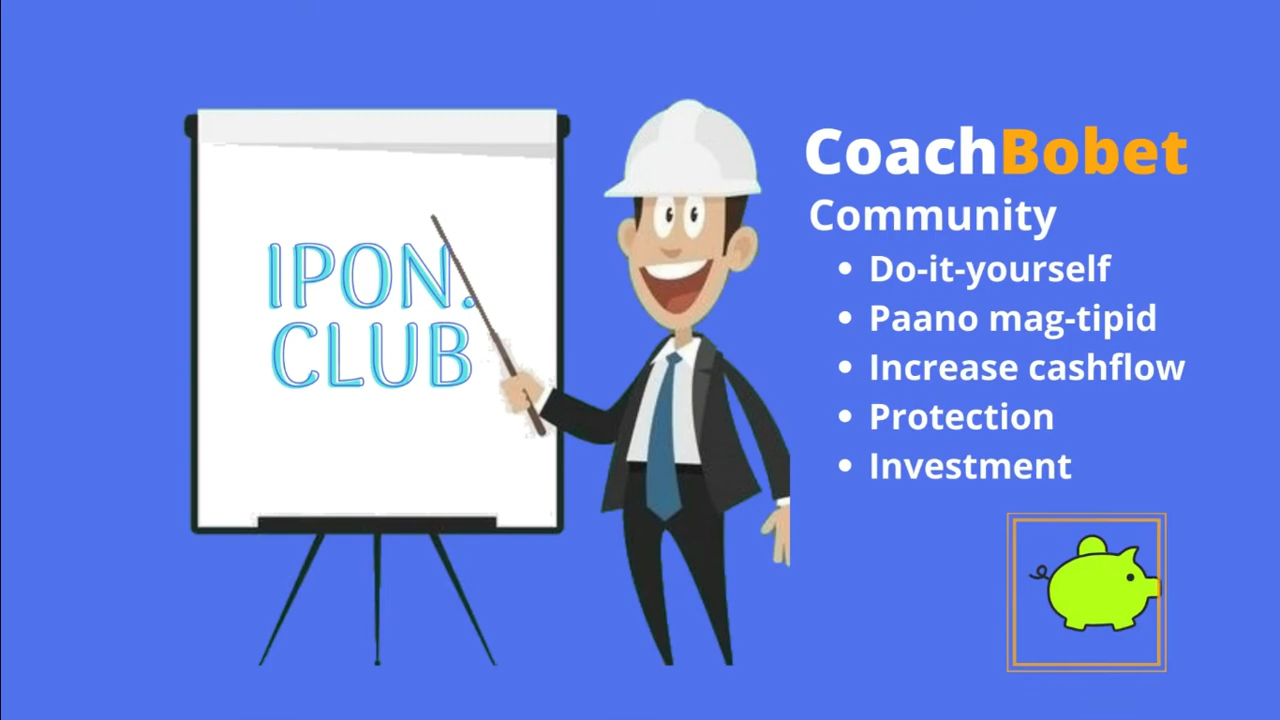 IPON.
CLUB
CoachBobet
Community
• Do-it-yourself
• Paano mag-tipid
• Increase cashflow
• Protection
• Investment